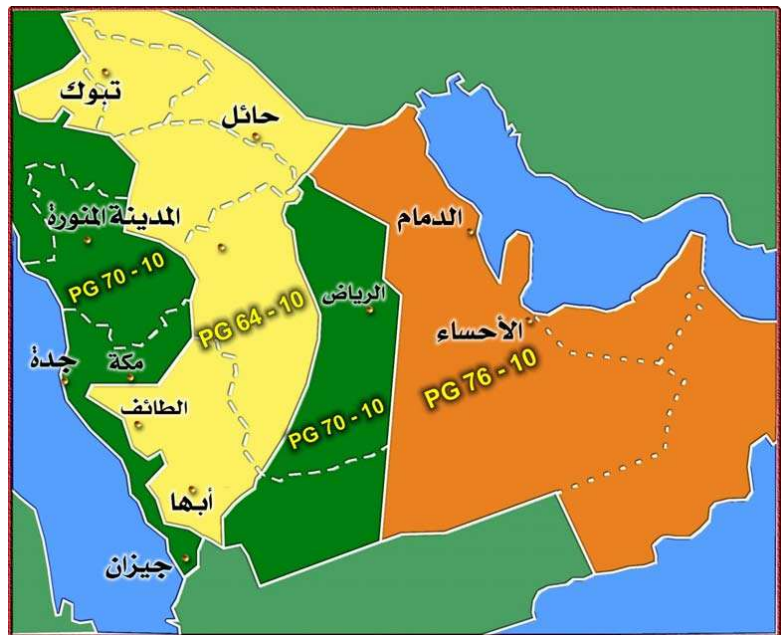 تبوك
حائل
المدينة المنورة
الدمام
PG 70 - 10
PG 64 - 10
الرياض
الأحساء
جدة
مكة
PG 76 - 10
الطائف
PG 70 - 10
أبها
جيزان